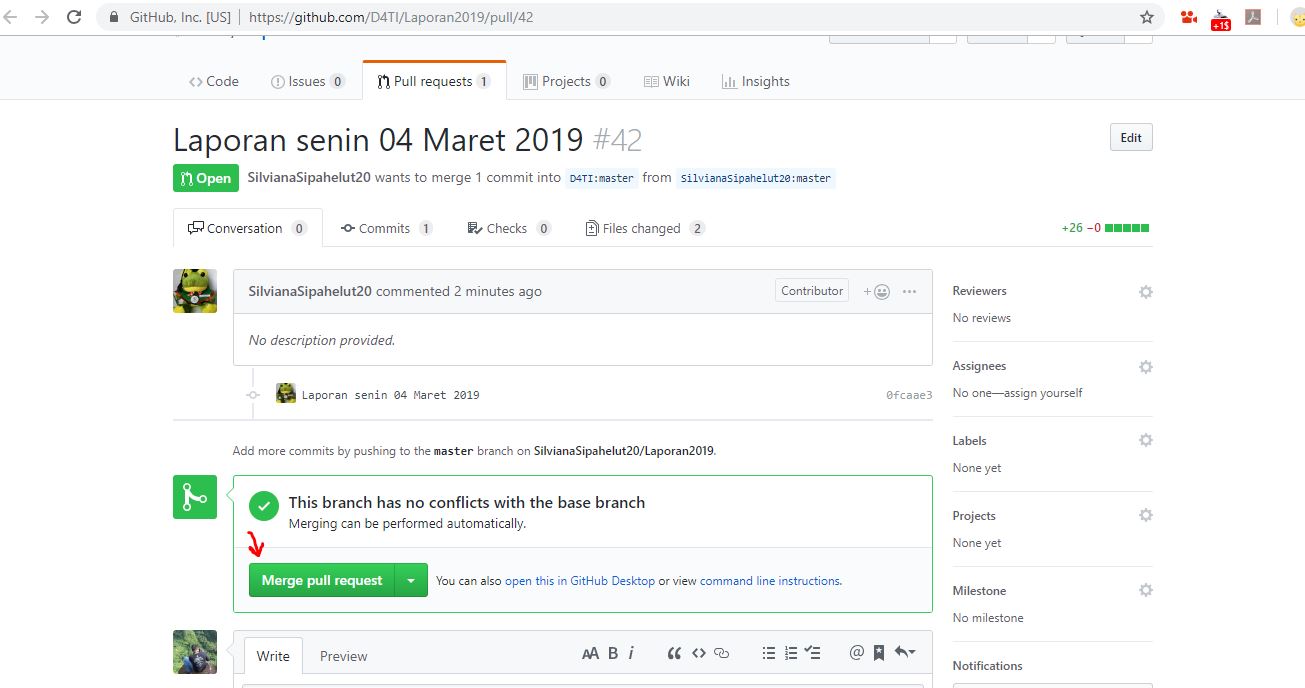 GitHub, Inc. [US] | https://github.com/D4TI/Laporan2019/pull/42
+1$
Code Issues 0 Pull requests 1 Projects 0 Wiki Insights
Laporan senin 04 Maret 2019 #42
Edit
Open SilvianaSipahelut20 wants to merge 1 commit into D4TI:master from SilvianaSipahelut20:master
Conversation 0 Commits 1 Checks 0 Files changed 2 +26 −0
SilvianaSipahelut20 commented 2 minutes ago Contributor
No description provided.
Laporan senin 04 Maret 2019 0fcaae3
Add more commits by pushing to the master branch on SilvianaSipahelut20/Laporan2019.
This branch has no conflicts with the base branch
Merging can be performed automatically.
Merge pull request You can also open this in GitHub Desktop or view command line instructions.
Write Preview AA B i
Reviewers
No reviews
Assignees
No one—assign yourself
Labels
None yet
Projects
None yet
Milestone
No milestone
Notifications